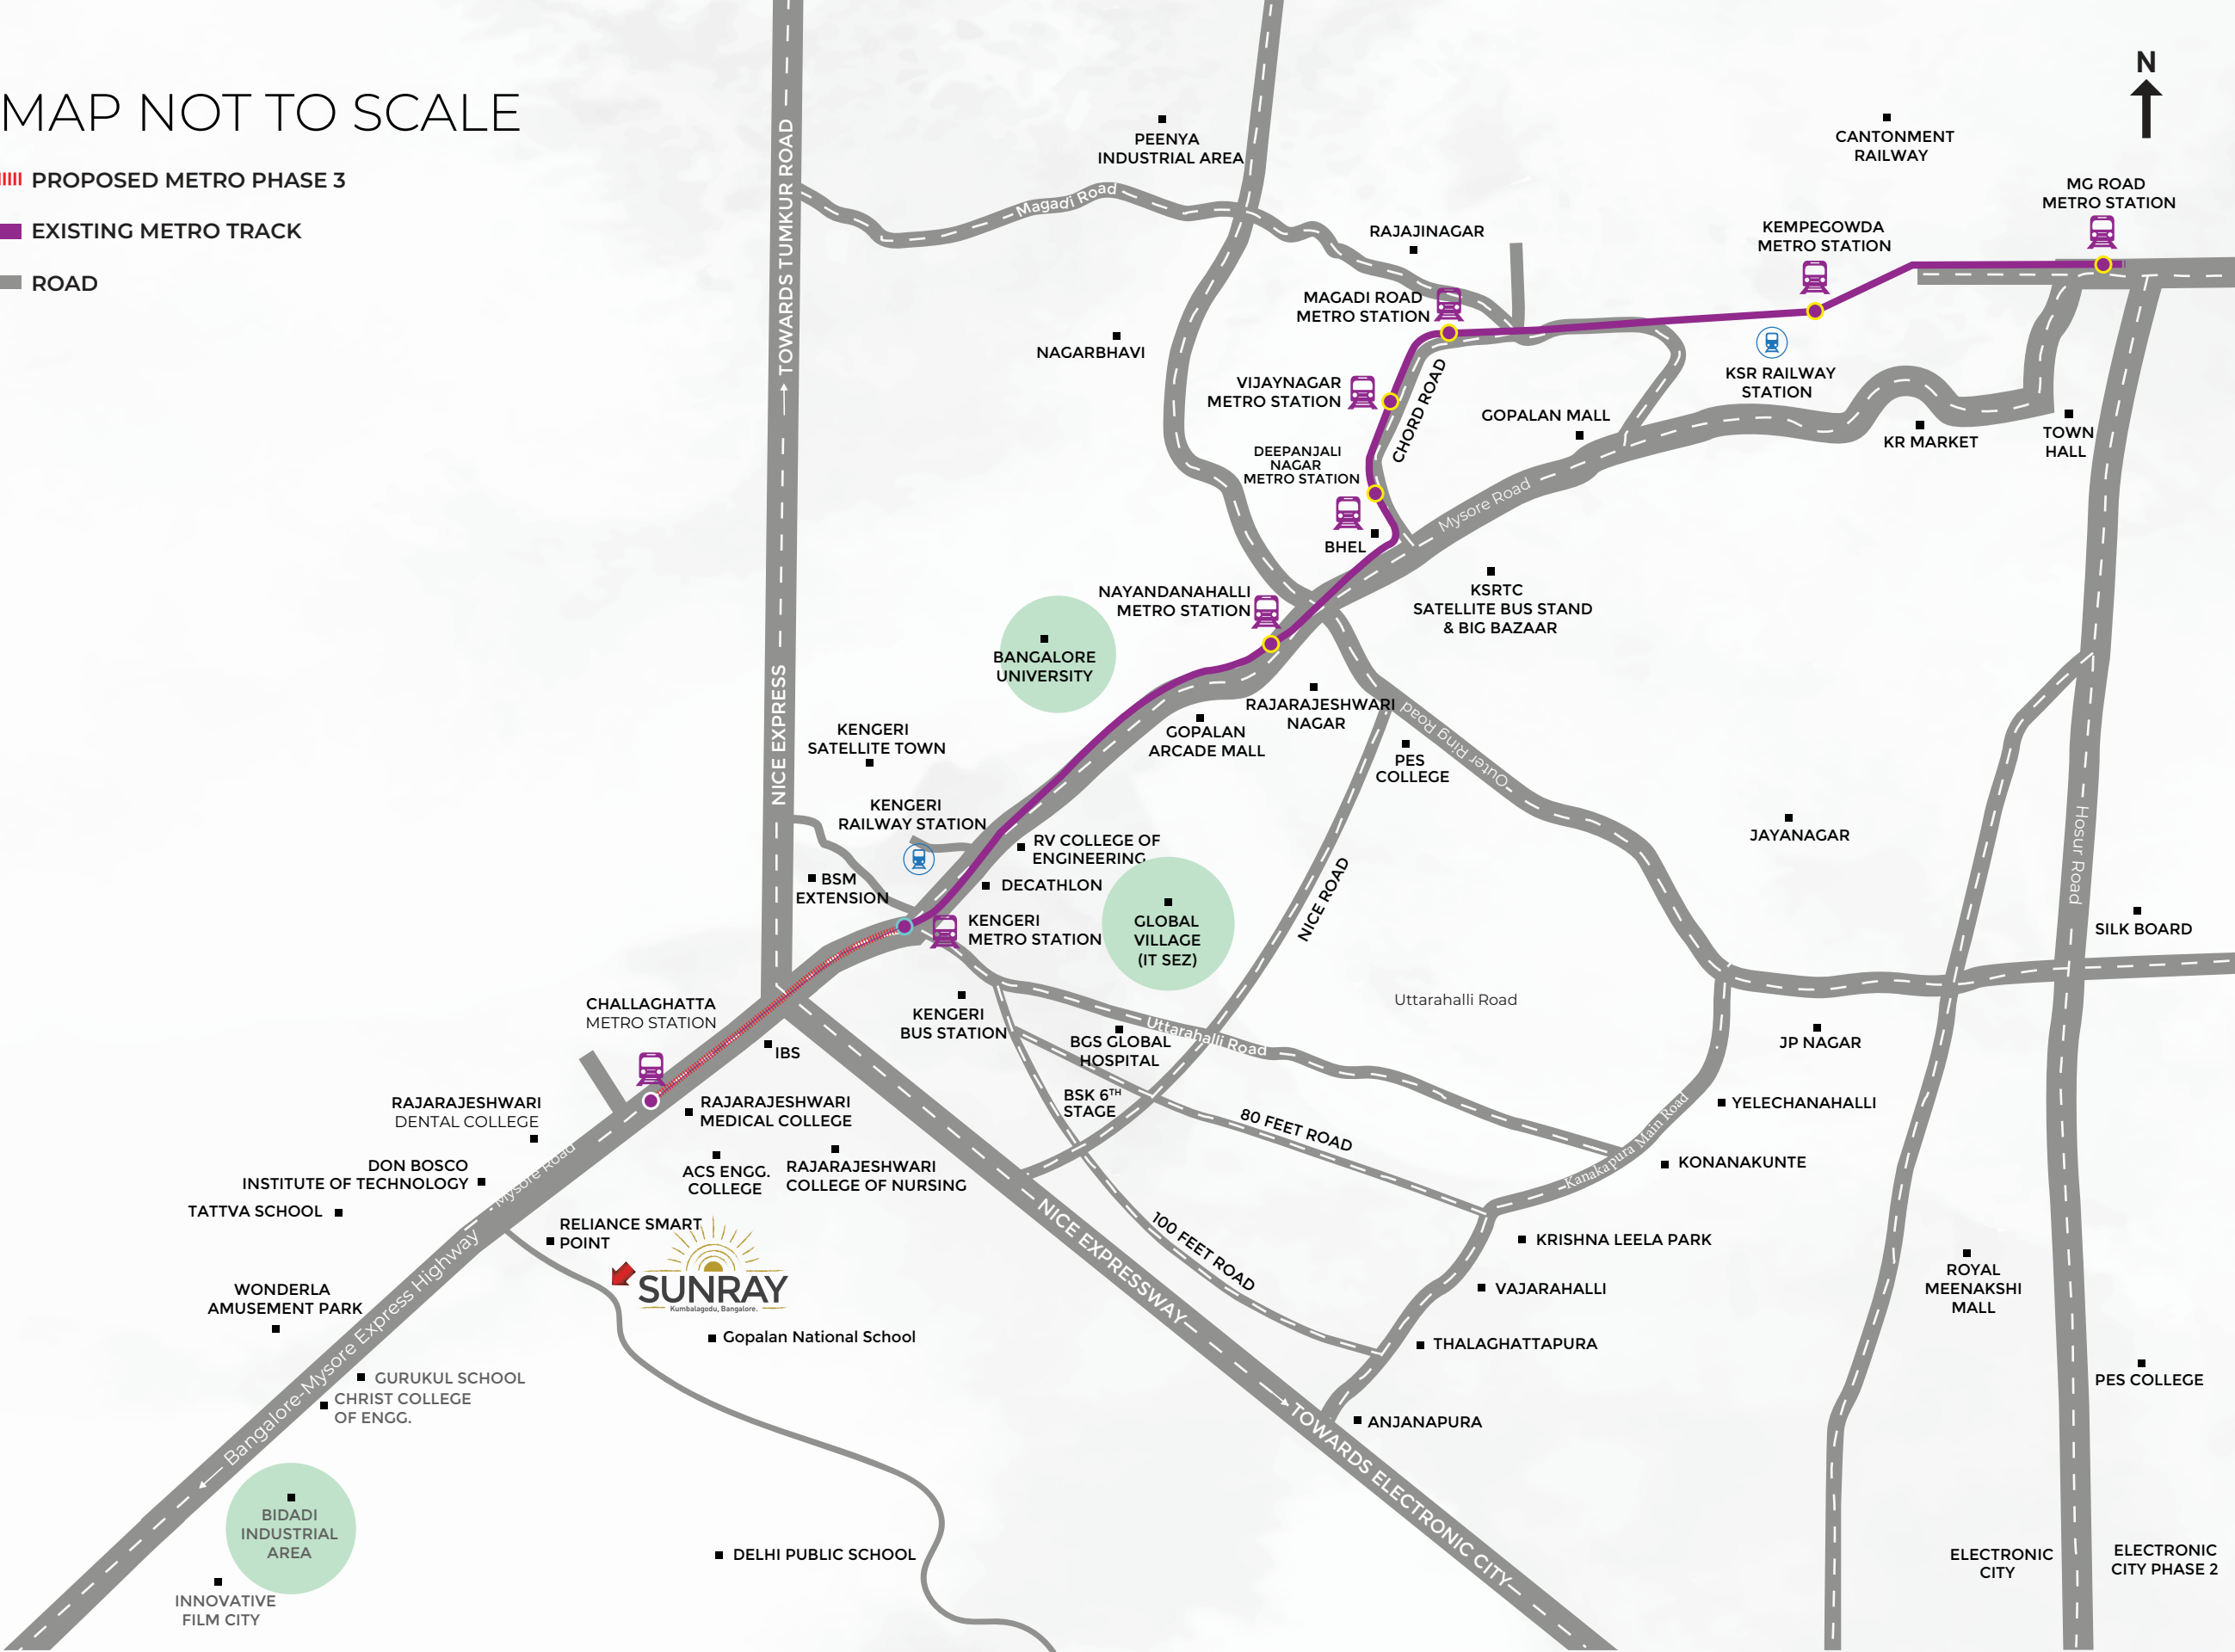 MAP NOT TO SCALE
PROPOSED METRO PHASE 3
EXISTING METRO TRACK
ROAD
N
TOWARDS TUMKUR ROAD
NICE EXPRESS
PEENYA
INDUSTRIAL AREA
Magadi Road
CANTONMENT
RAILWAY
MG ROAD
METRO STATION
KEMPEGOWDA
METRO STATION
RAJAJINAGAR
MAGADI ROAD
METRO STATION
NAGARBHAVI
KSR RAILWAY
STATION
VIJAYNAGAR
METRO STATION
CHORD ROAD
GOPALAN MALL
KR MARKET
TOWN
HALL
DEEPANJALI
NAGAR
METRO STATION
Mysore Road
BHEL
KSRTC
SATELLITE BUS STAND
& BIG BAZAAR
NAYANDANAHALLI
METRO STATION
BANGALORE
UNIVERSITY
RAJARAJESHWARI
NAGAR
GOPALAN
ARCADE MALL
Outer Ring Road
PES
COLLEGE
KENGERI
SATELLITE TOWN
KENGERI
RAILWAY STATION
RV COLLEGE OF
ENGINEERING
DECATHLON
BSM
EXTENSION
KENGERI
METRO STATION
GLOBAL
VILLAGE
(IT SEZ)
NICE ROAD
JAYANAGAR
Hosur Road
SILK BOARD
CHALLAGHATTA
METRO STATION
IBS
KENGERI
BUS STATION
BGS GLOBAL
HOSPITAL
Uttarahalli Road
Uttarahalli Road
JP NAGAR
BSK 6TH
STAGE
80 FEET ROAD
YELECHANAHALLI
Kanakapura Main Road
KONANAKUNTE
RAJARAJESHWARI
DENTAL COLLEGE
RAJARAJESHWARI
MEDICAL COLLEGE
DON BOSCO
INSTITUTE OF TECHNOLOGY
Mysore Road
ACS ENGG.
COLLEGE
RAJARAJESHWARI
COLLEGE OF NURSING
TATTVA SCHOOL
RELIANCE SMART
POINT
SUNRAY
Kumbalagodu, Bangalore.
NICE EXPRESSWAY
100 FEET ROAD
KRISHNA LEELA PARK
VAJARAHALLI
ROYAL
MEENAKSHI
MALL
WONDERLA
AMUSEMENT PARK
Bangalore-Mysore Express Highway
Gopalan National School
THALAGHATTAPURA
GURUKUL SCHOOL
CHRIST COLLEGE
OF ENGG.
PES COLLEGE
ANJANAPURA
TOWARDS ELECTRONIC CITY
BIDADI
INDUSTRIAL
AREA
DELHI PUBLIC SCHOOL
ELECTRONIC
CITY
ELECTRONIC
CITY PHASE 2
INNOVATIVE
FILM CITY